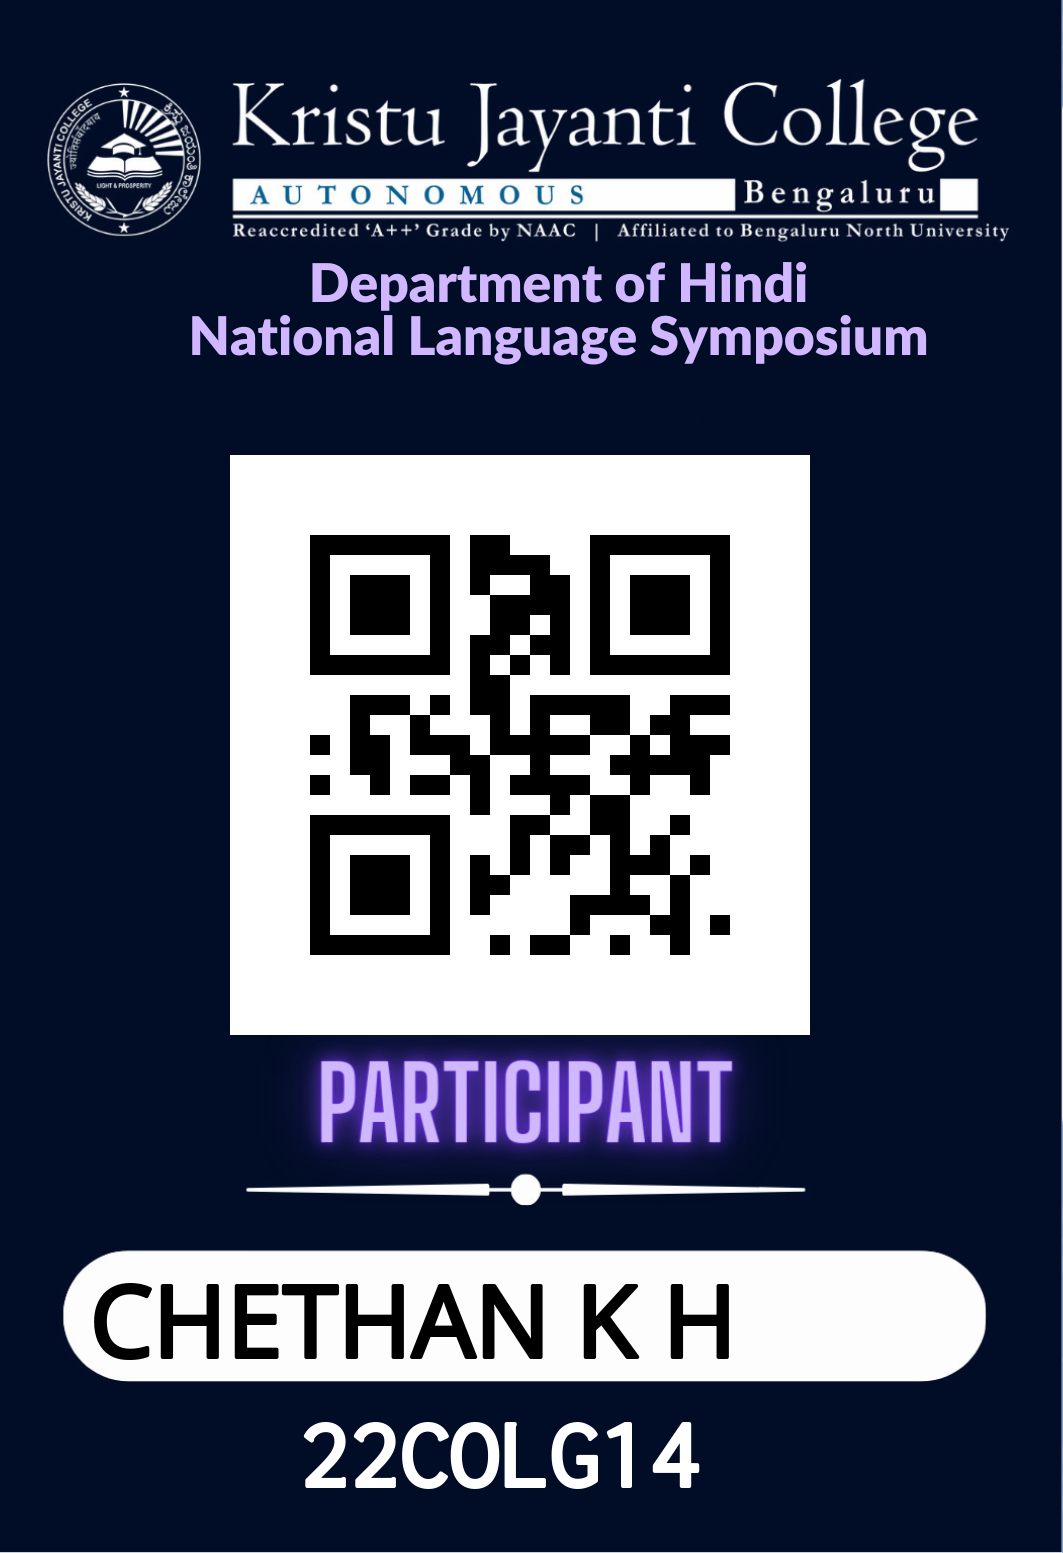 KRISTU JAYANTI COLLEGE
LIGHT & PROSPERITY
Kristu Jayanti College
AUTONOMOUS Bengaluru
Reaccredited ‘A++’ Grade by NAAC | Affiliated to Bengaluru North University
Department of Hindi
National Language Symposium
PARTICIPANT
CHETHAN K H
22COLG14